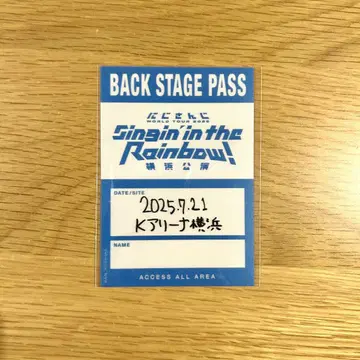 BACK STAGE PASS
にじさんじ
WORLD TOUR 2025
Singin' in the
Rainbow!
横浜公演
DATE/SITE
2025.7.21
Kアリーナ横浜
NAME
ACCESS ALL AREA